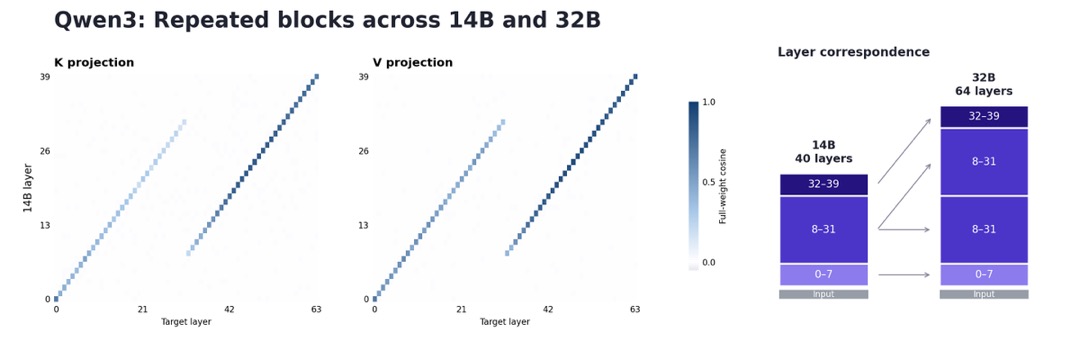 Qwen3: Repeated blocks across 14B and 32B
K projection
39
26
13
0
14B layer
0 21 42 63
Target layer
V projection
39
26
13
0
0 21 42 63
Target layer
1.0
0.5
0.0
Full-weight cosine
Layer correspondence
14B
40 layers
32–39
8–31
0–7
Input
32B
64 layers
32–39
8–31
8–31
0–7
Input